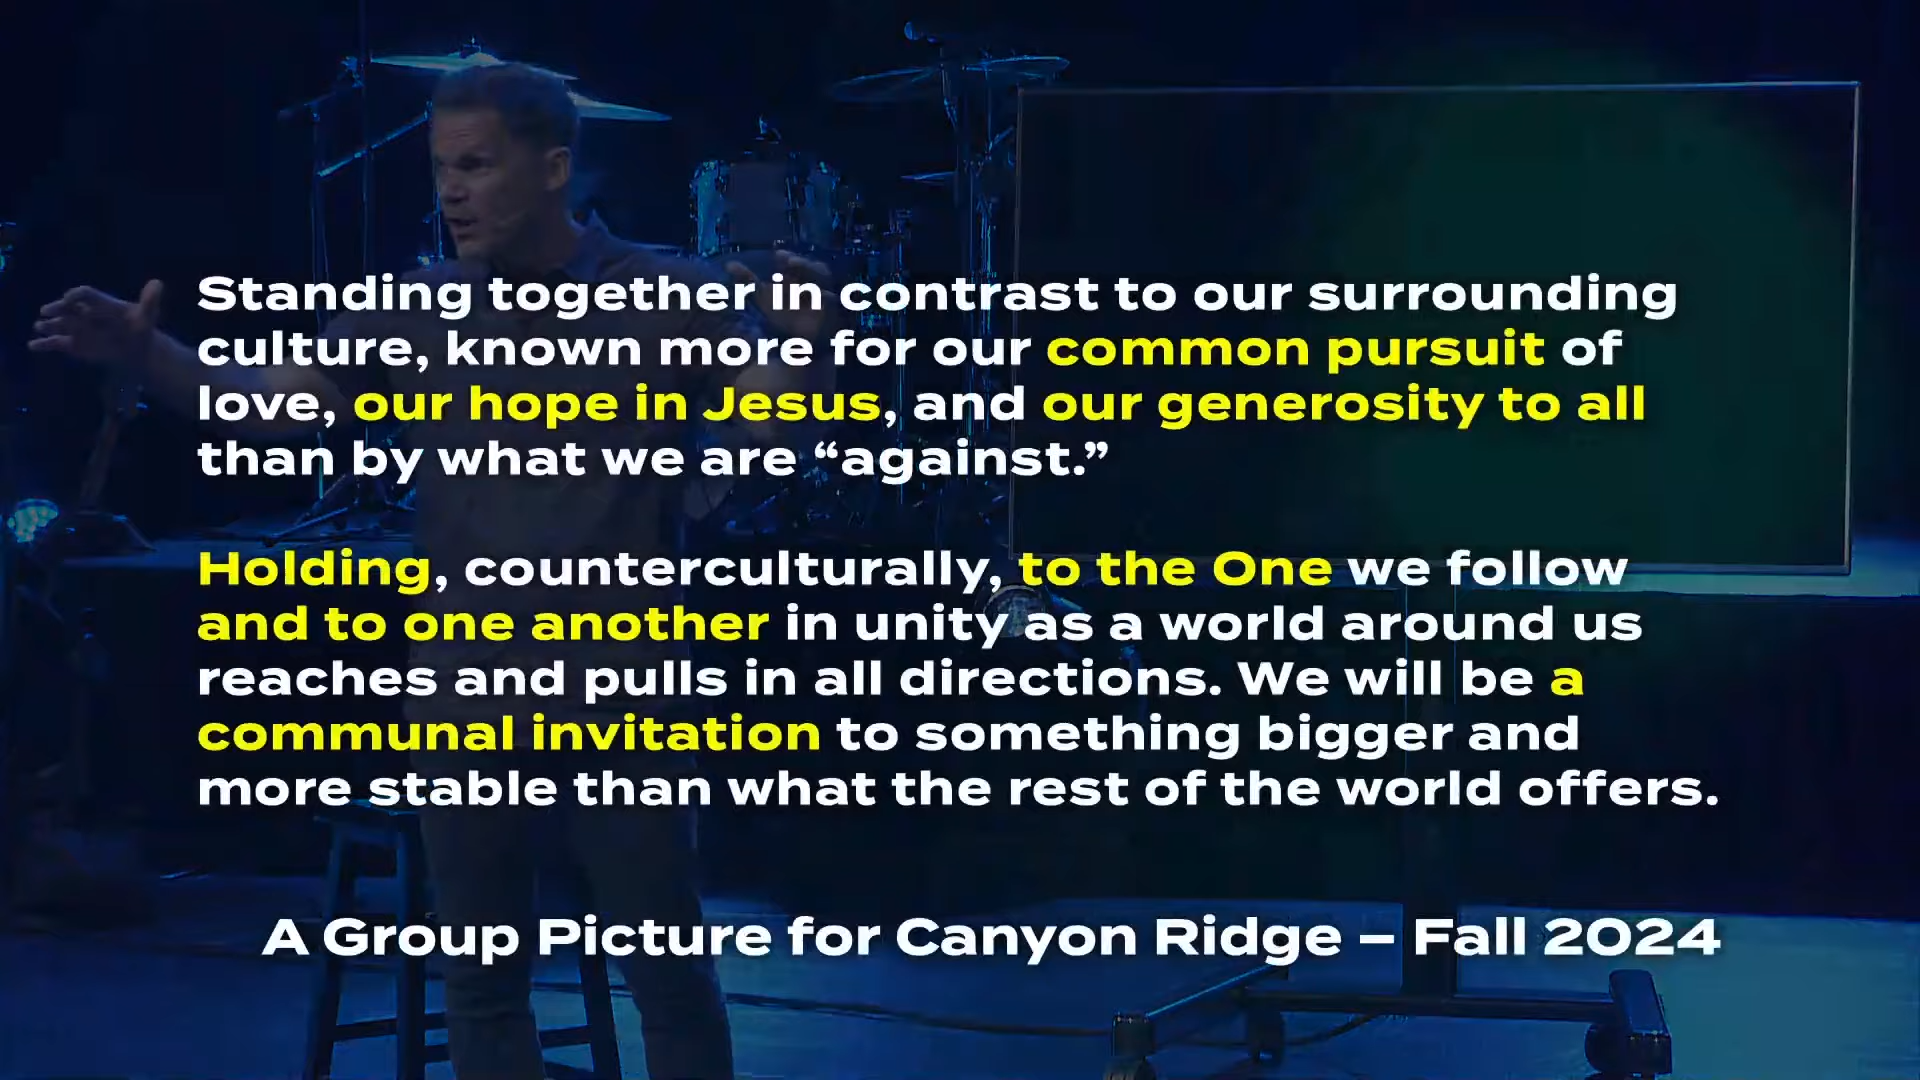 Standing together in contrast to our surrounding
culture, known more for our common pursuit of
love, our hope in Jesus, and our generosity to all
than by what we are “against.”
Holding, counterculturally, to the One we follow
and to one another in unity as a world around us
reaches and pulls in all directions. We will be a
communal invitation to something bigger and
more stable than what the rest of the world offers.
A Group Picture for Canyon Ridge – Fall 2024